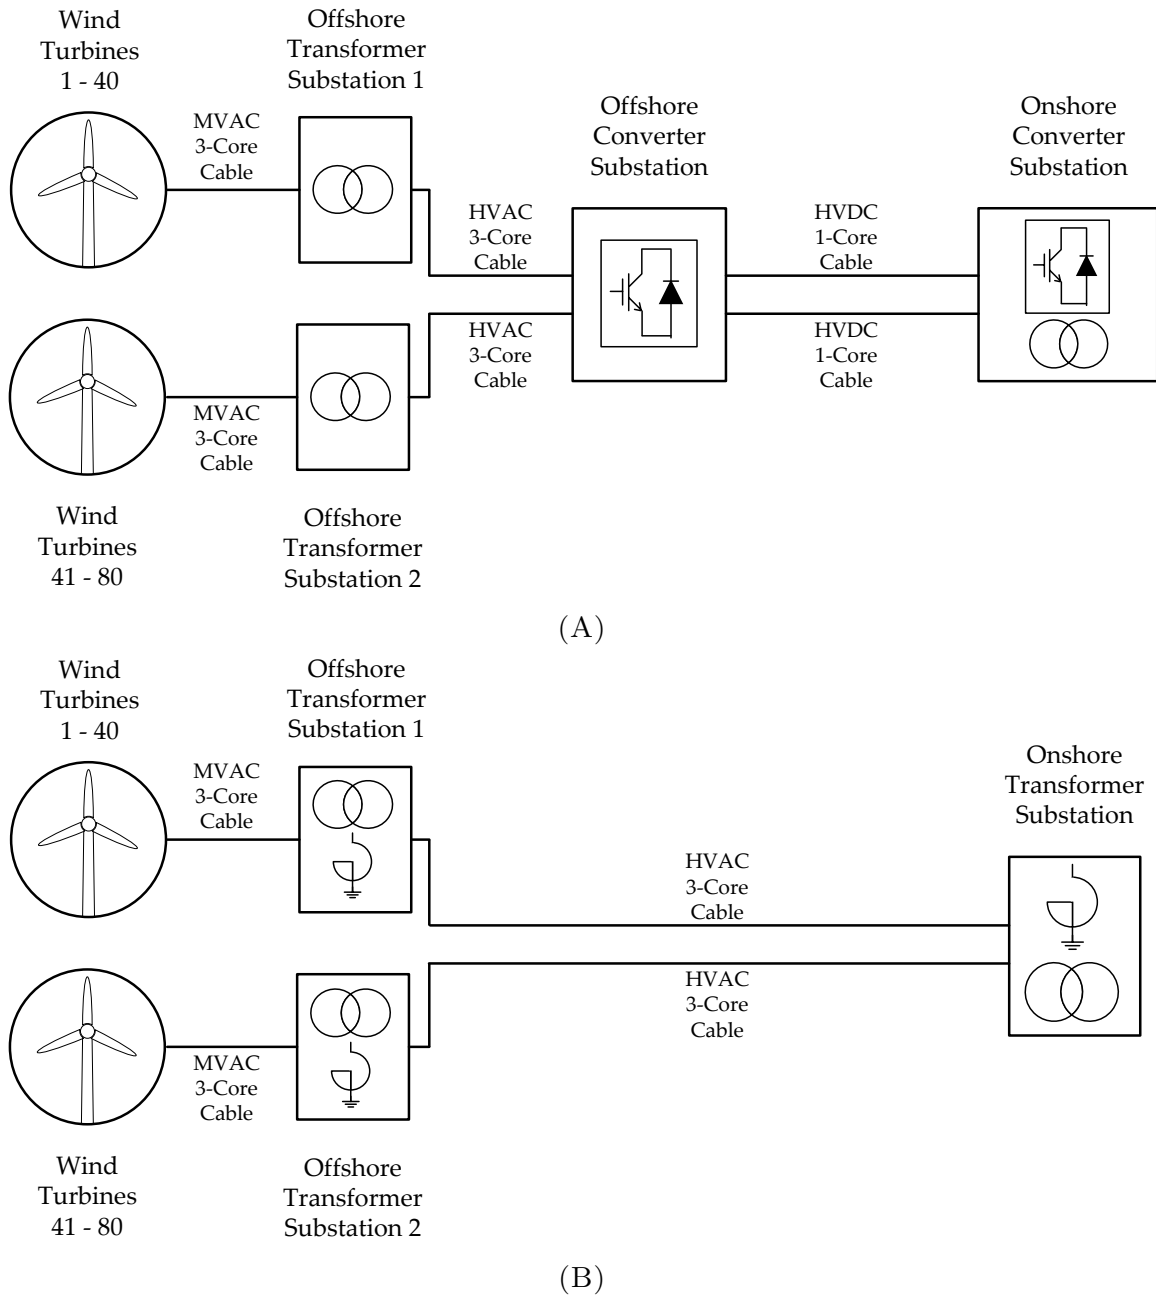 Wind
Turbines
1 - 40
Offshore
Transformer
Substation 1
MVAC
3-Core
Cable
Offshore
Converter
Substation
Onshore
Converter
Substation
HVAC
3-Core
Cable
HVDC
1-Core
Cable
HVAC
3-Core
Cable
HVDC
1-Core
Cable
MVAC
3-Core
Cable
Wind
Turbines
41 - 80
Offshore
Transformer
Substation 2
(A)
Wind
Turbines
1 - 40
Offshore
Transformer
Substation 1
MVAC
3-Core
Cable
Onshore
Transformer
Substation
HVAC
3-Core
Cable
HVAC
3-Core
Cable
MVAC
3-Core
Cable
Wind
Turbines
41 - 80
Offshore
Transformer
Substation 2
(B)